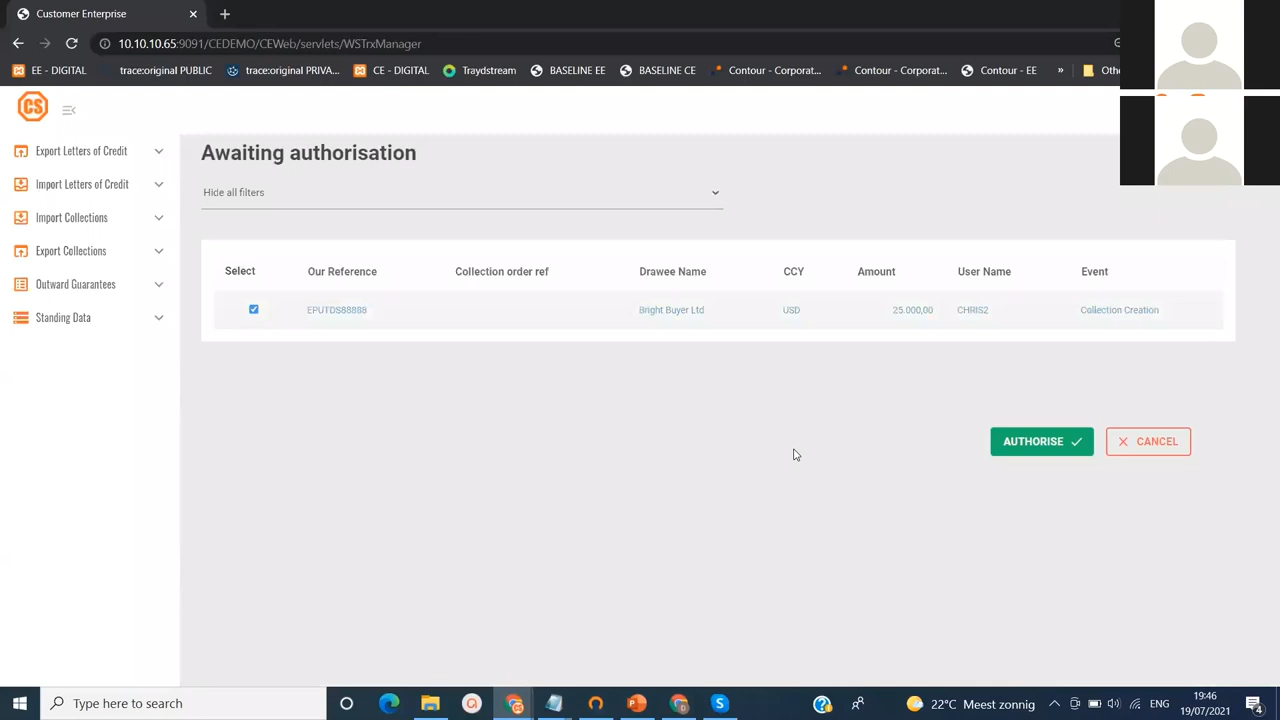 Customer Enterprise
10.10.10.65:9091/CEDEMO/CEWeb/servlets/WSTrxManager
EE - DIGITAL trace:original PUBLIC trace:original PRIVA... CE - DIGITAL Traydstream BASELINE EE BASELINE CE Contour - Corporat... Contour - Corporat... Contour - EE » Othe
CS
Export Letters of Credit
Import Letters of Credit
Import Collections
Export Collections
Outward Guarantees
Standing Data
Awaiting authorisation
Hide all filters
Select Our Reference Collection order ref Drawee Name CCY Amount User Name Event
EPUTDS88888 Bright Buyer Ltd USD 25.000,00 CHRIS2 Collection Creation
AUTHORISE CANCEL
Type here to search
22°C Meest zonnig ENG 19:46
19/07/2021
4